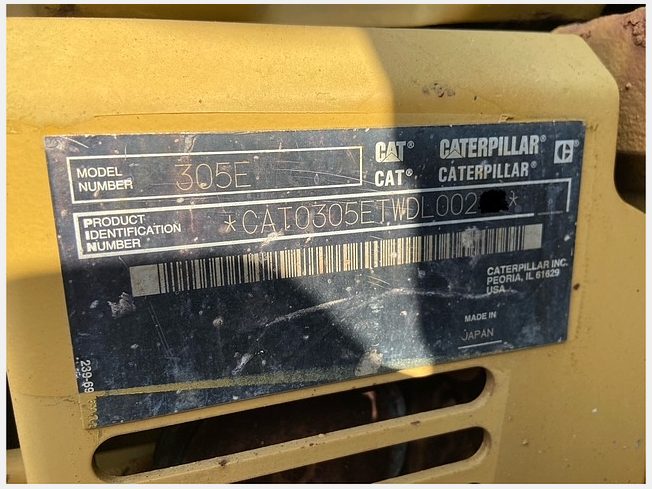 MODEL NUMBER 305E
CAT® CATERPILLAR®
CAT® CATERPILLAR®
C
PRODUCT IDENTIFICATION NUMBER
*CAT0305ETWDL002 *
CATERPILLAR INC.
PEORIA, IL 61629
USA
MADE IN
JAPAN